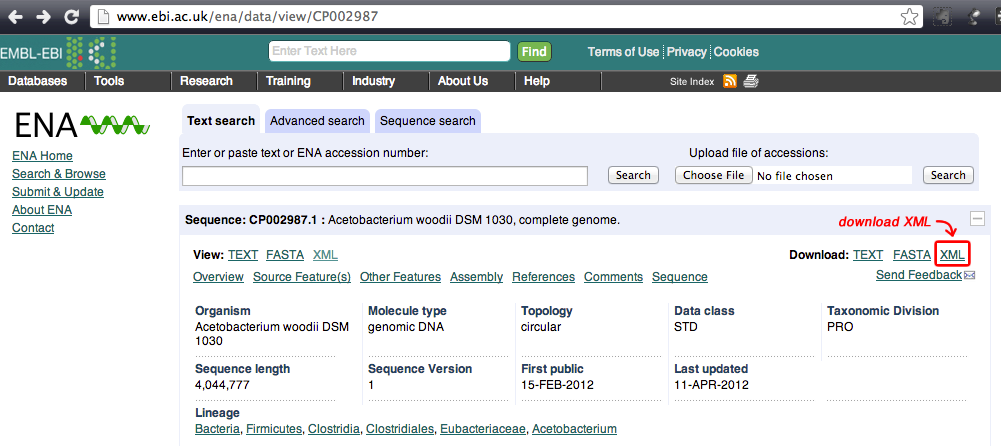 www.ebi.ac.uk/ena/data/view/CP002987
EMBL-EBI Enter Text Here Find Terms of Use Privacy Cookies
Databases Tools Research Training Industry About Us Help Site Index
ENA
ENA Home
Search & Browse
Submit & Update
About ENA
Contact
Text search Advanced search Sequence search
Enter or paste text or ENA accession number: Upload file of accessions:
Search Choose File No file chosen Search
Sequence: CP002987.1 : Acetobacterium woodii DSM 1030, complete genome.
download XML
View: TEXT FASTA XML Download: TEXT FASTA XML
Overview Source Feature(s) Other Features Assembly References Comments Sequence Send Feedback
Organism Molecule type Topology Data class Taxonomic Division
Acetobacterium woodii DSM genomic DNA circular STD PRO
1030
Sequence length Sequence Version First public Last updated
4,044,777 1 15-FEB-2012 11-APR-2012
Lineage
Bacteria, Firmicutes, Clostridia, Clostridiales, Eubacteriaceae, Acetobacterium